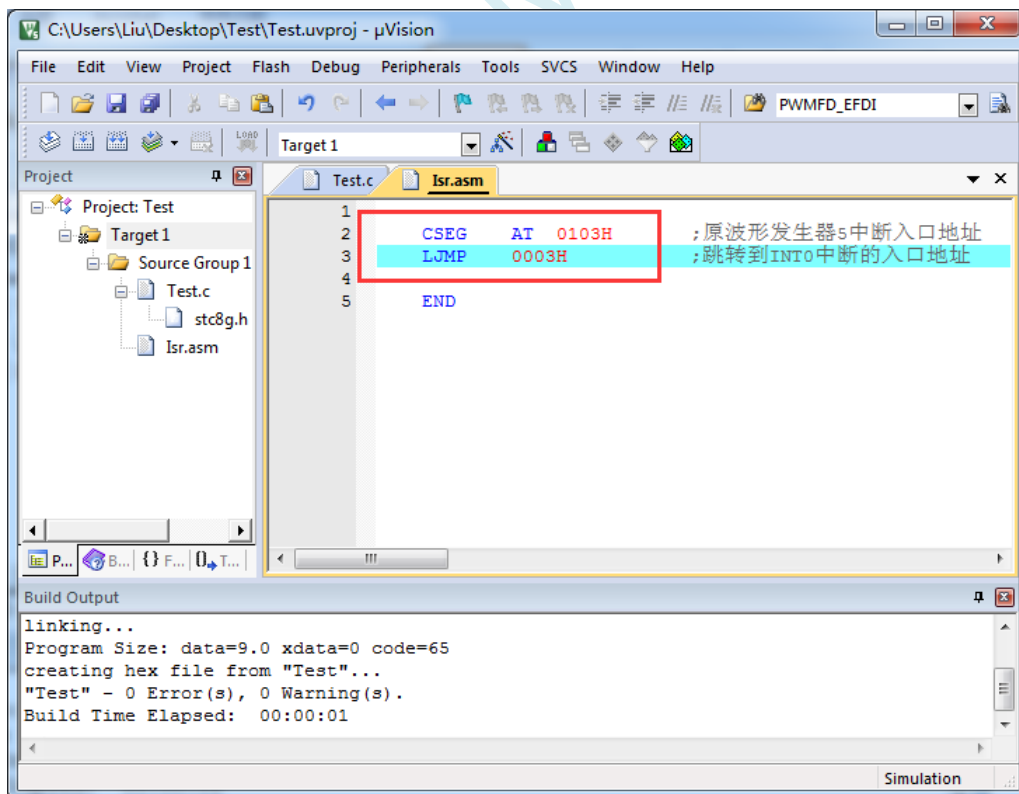 C:\Users\Liu\Desktop\Test\Test.uvproj - µVision
File Edit View Project Flash Debug Peripherals Tools SVCS Window Help
PWMFD_EFDI
LOAD Target 1
Project
Test.c Isr.asm
Project: Test
Target 1
Source Group 1
Test.c
stc8g.h
Isr.asm
1
2 CSEG AT 0103H ;原波形发生器5中断入口地址
3 LJMP 0003H ;跳转到INT0中断的入口地址
4
5 END
P... B... {} F... 0 T...
Build Output
linking...
Program Size: data=9.0 xdata=0 code=65
creating hex file from "Test"...
"Test" - 0 Error(s), 0 Warning(s).
Build Time Elapsed: 00:00:01
Simulation